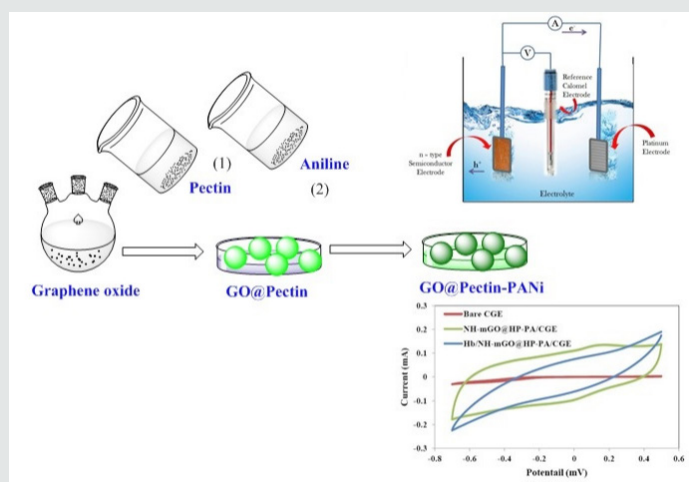 (1)
Pectin
Aniline
(2)
Graphene oxide
GO@Pectin
GO@Pectin-PANi
A
e⁻
V
Reference
Calomel
Electrode
n - type
Semiconductor
Electrode
h⁺
Platinum
Electrode
Electrolyte
Bare CGE
NH-mGO@HP-PA/CGE
Hb/NH-mGO@HP-PA/CGE
Current (mA)
0.3
0.2
0.1
0
-0.1
-0.2
-0.3
-0.8
-0.6
-0.4
-0.2
0
0.2
0.4
0.6
Potentail (mV)